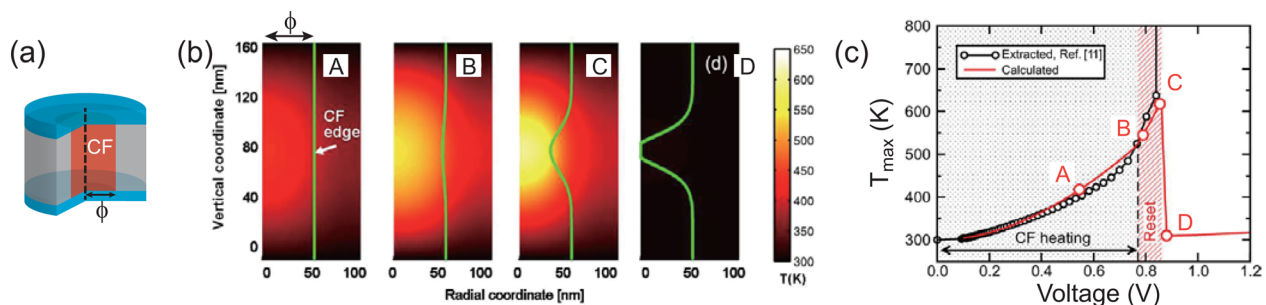 (a)
CF
ϕ
(b)
ϕ
Vertical coordinate [nm]
160
120
80
40
0
A
CF
edge
B
C
(d) D
0 50 100
0 50 100
0 50 100
0 50 100
Radial coordinate [nm]
650
600
550
500
450
400
350
300
T(K)
(c)
Tmax (K)
800
700
600
500
400
300
Extracted, Ref. [11]
Calculated
A
B
C
D
CF heating
Reset
0.0 0.2 0.4 0.6 0.8 1.0 1.2
Voltage (V)